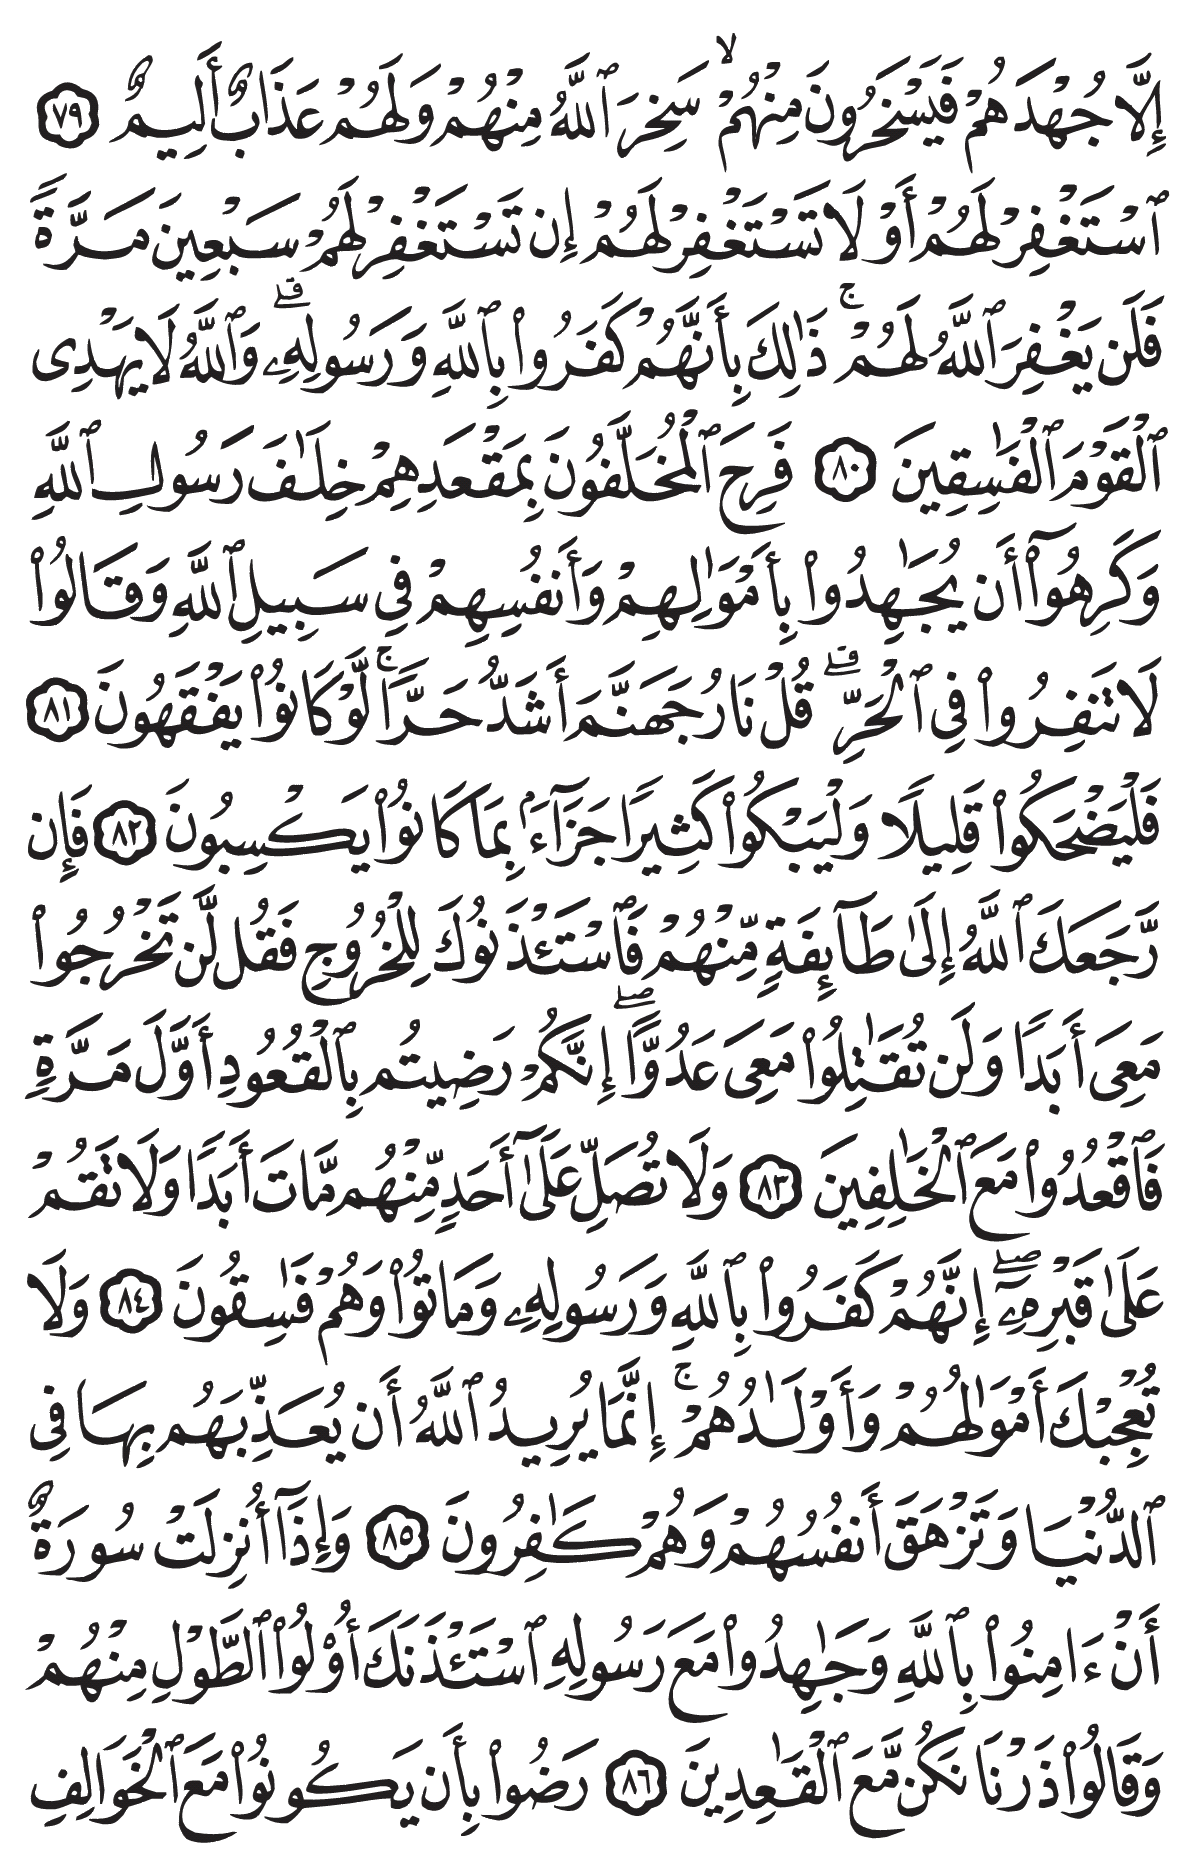 إِلَّا جُهْدَهُمْ فَيَسْخَرُونَ مِنْهُمْ ۙ سَخِرَ ٱللَّهُ مِنْهُمْ وَلَهُمْ عَذَابٌ أَلِيمٌ ٧٩
ٱسْتَغْفِرْ لَهُمْ أَوْ لَا تَسْتَغْفِرْ لَهُمْ إِن تَسْتَغْفِرْ لَهُمْ سَبْعِينَ مَرَّةً
فَلَن يَغْفِرَ ٱللَّهُ لَهُمْ ۚ ذَٰلِكَ بِأَنَّهُمْ كَفَرُوا۟ بِٱللَّهِ وَرَسُولِهِۦ ۗ وَٱللَّهُ لَا يَهْدِى
ٱلْقَوْمَ ٱلْفَٰسِقِينَ ٨٠ فَرِحَ ٱلْمُخَلَّفُونَ بِمَقْعَدِهِمْ خِلَٰفَ رَسُولِ ٱللَّهِ
وَكَرِهُوٓا۟ أَن يُجَٰهِدُوا۟ بِأَمْوَٰلِهِمْ وَأَنفُسِهِمْ فِى سَبِيلِ ٱللَّهِ وَقَالُوا۟
لَا تَنفِرُوا۟ فِى ٱلْحَرِّ ۗ قُلْ نَارُ جَهَنَّمَ أَشَدُّ حَرًّا ۚ لَّوْ كَانُوا۟ يَفْقَهُونَ ٨١
فَلْيَضْحَكُوا۟ قَلِيلًا وَلْيَبْكُوا۟ كَثِيرًا جَزَآءًۢ بِمَا كَانُوا۟ يَكْسِبُونَ ٨٢ فَإِن
رَّجَعَكَ ٱللَّهُ إِلَىٰ طَآئِفَةٍ مِّنْهُمْ فَٱسْتَـْٔذَنُوكَ لِلْخُرُوجِ فَقُل لَّن تَخْرُجُوا۟
مَعِىَ أَبَدًا وَلَن تُقَٰتِلُوا۟ مَعِىَ عَدُوًّا ۖ إِنَّكُمْ رَضِيتُم بِٱلْقُعُودِ أَوَّلَ مَرَّةٍ
فَٱقْعُدُوا۟ مَعَ ٱلْخَٰلِفِينَ ٨٣ وَلَا تُصَلِّ عَلَىٰٓ أَحَدٍ مِّنْهُم مَّاتَ أَبَدًا وَلَا تَقُمْ
عَلَىٰ قَبْرِهِۦٓ ۖ إِنَّهُمْ كَفَرُوا۟ بِٱللَّهِ وَرَسُولِهِۦ وَمَاتُوا۟ وَهُمْ فَٰسِقُونَ ٨٤ وَلَا
تُعْجِبْكَ أَمْوَٰلُهُمْ وَأَوْلَٰدُهُمْ ۚ إِنَّمَا يُرِيدُ ٱللَّهُ أَن يُعَذِّبَهُم بِهَا فِى
ٱلدُّنْيَا وَتَزْهَقَ أَنفُسُهُمْ وَهُمْ كَٰفِرُونَ ٨٥ وَإِذَآ أُنزِلَتْ سُورَةٌ
أَنْ ءَامِنُوا۟ بِٱللَّهِ وَجَٰهِدُوا۟ مَعَ رَسُولِهِ ٱسْتَـْٔذَنَكَ أُو۟لُوا۟ ٱلطَّوْلِ مِنْهُمْ
وَقَالُوا۟ ذَرْنَا نَكُن مَّعَ ٱلْقَٰعِدِينَ ٨٦ رَضُوا۟ بِأَن يَكُونُوا۟ مَعَ ٱلْخَوَالِفِ